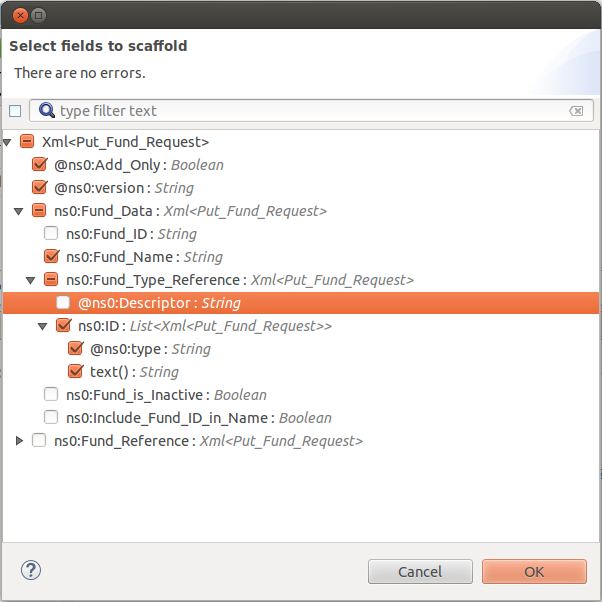 Select fields to scaffold
There are no errors.
type filter text
Xml<Put_Fund_Request>
@ns0:Add_Only : Boolean
@ns0:version : String
ns0:Fund_Data : Xml<Put_Fund_Request>
ns0:Fund_ID : String
ns0:Fund_Name : String
ns0:Fund_Type_Reference : Xml<Put_Fund_Request>
@ns0:Descriptor : String
ns0:ID : List<Xml<Put_Fund_Request>>
@ns0:type : String
text() : String
ns0:Fund_is_Inactive : Boolean
ns0:Include_Fund_ID_in_Name : Boolean
ns0:Fund_Reference : Xml<Put_Fund_Request>
? Cancel OK